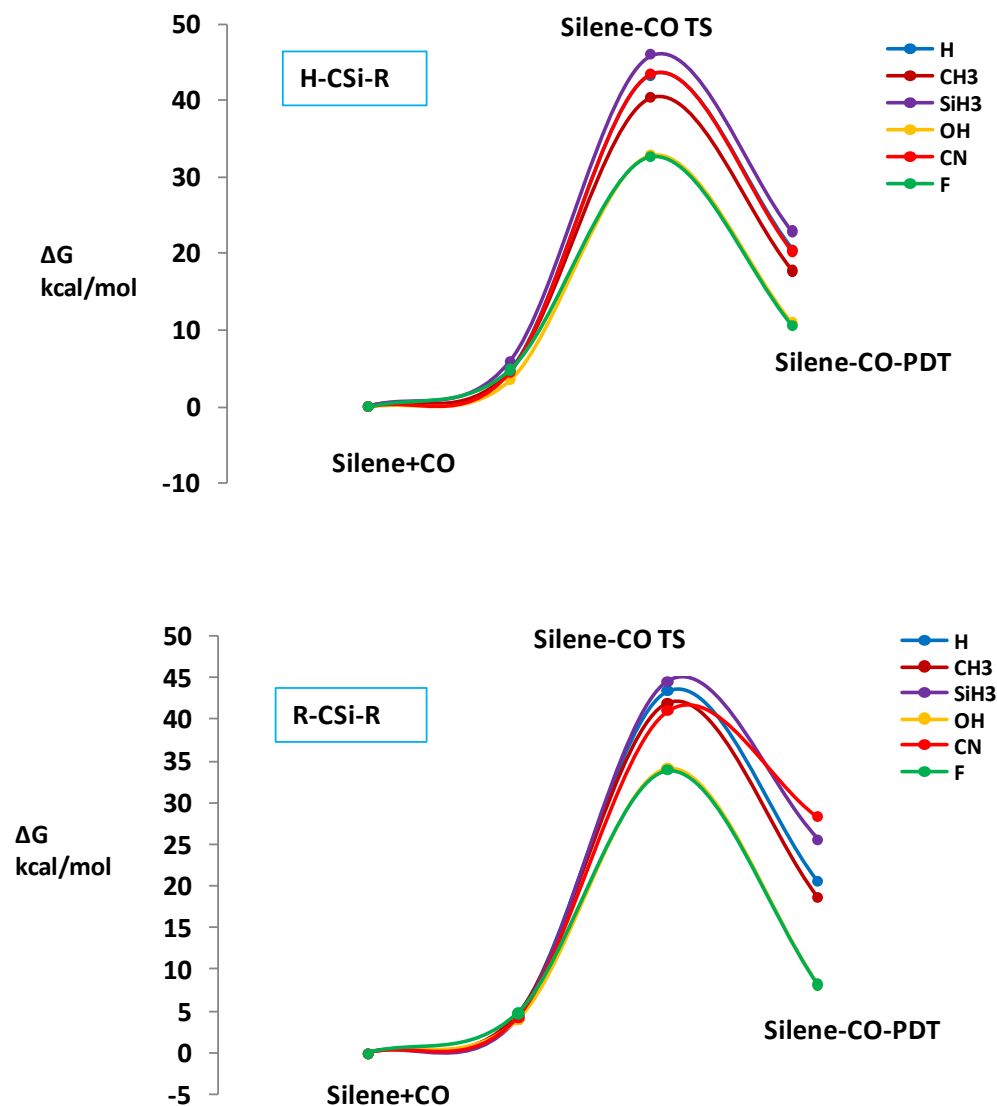 50
40
30
20
10
0
-10
ΔG
kcal/mol
H-CSi-R
Silene-CO TS
H
CH3
SiH3
OH
CN
F
Silene-CO-PDT
Silene+CO
50
45
40
35
30
25
20
15
10
5
0
-5
ΔG
kcal/mol
R-CSi-R
Silene-CO TS
H
CH3
SiH3
OH
CN
F
Silene-CO-PDT
Silene+CO